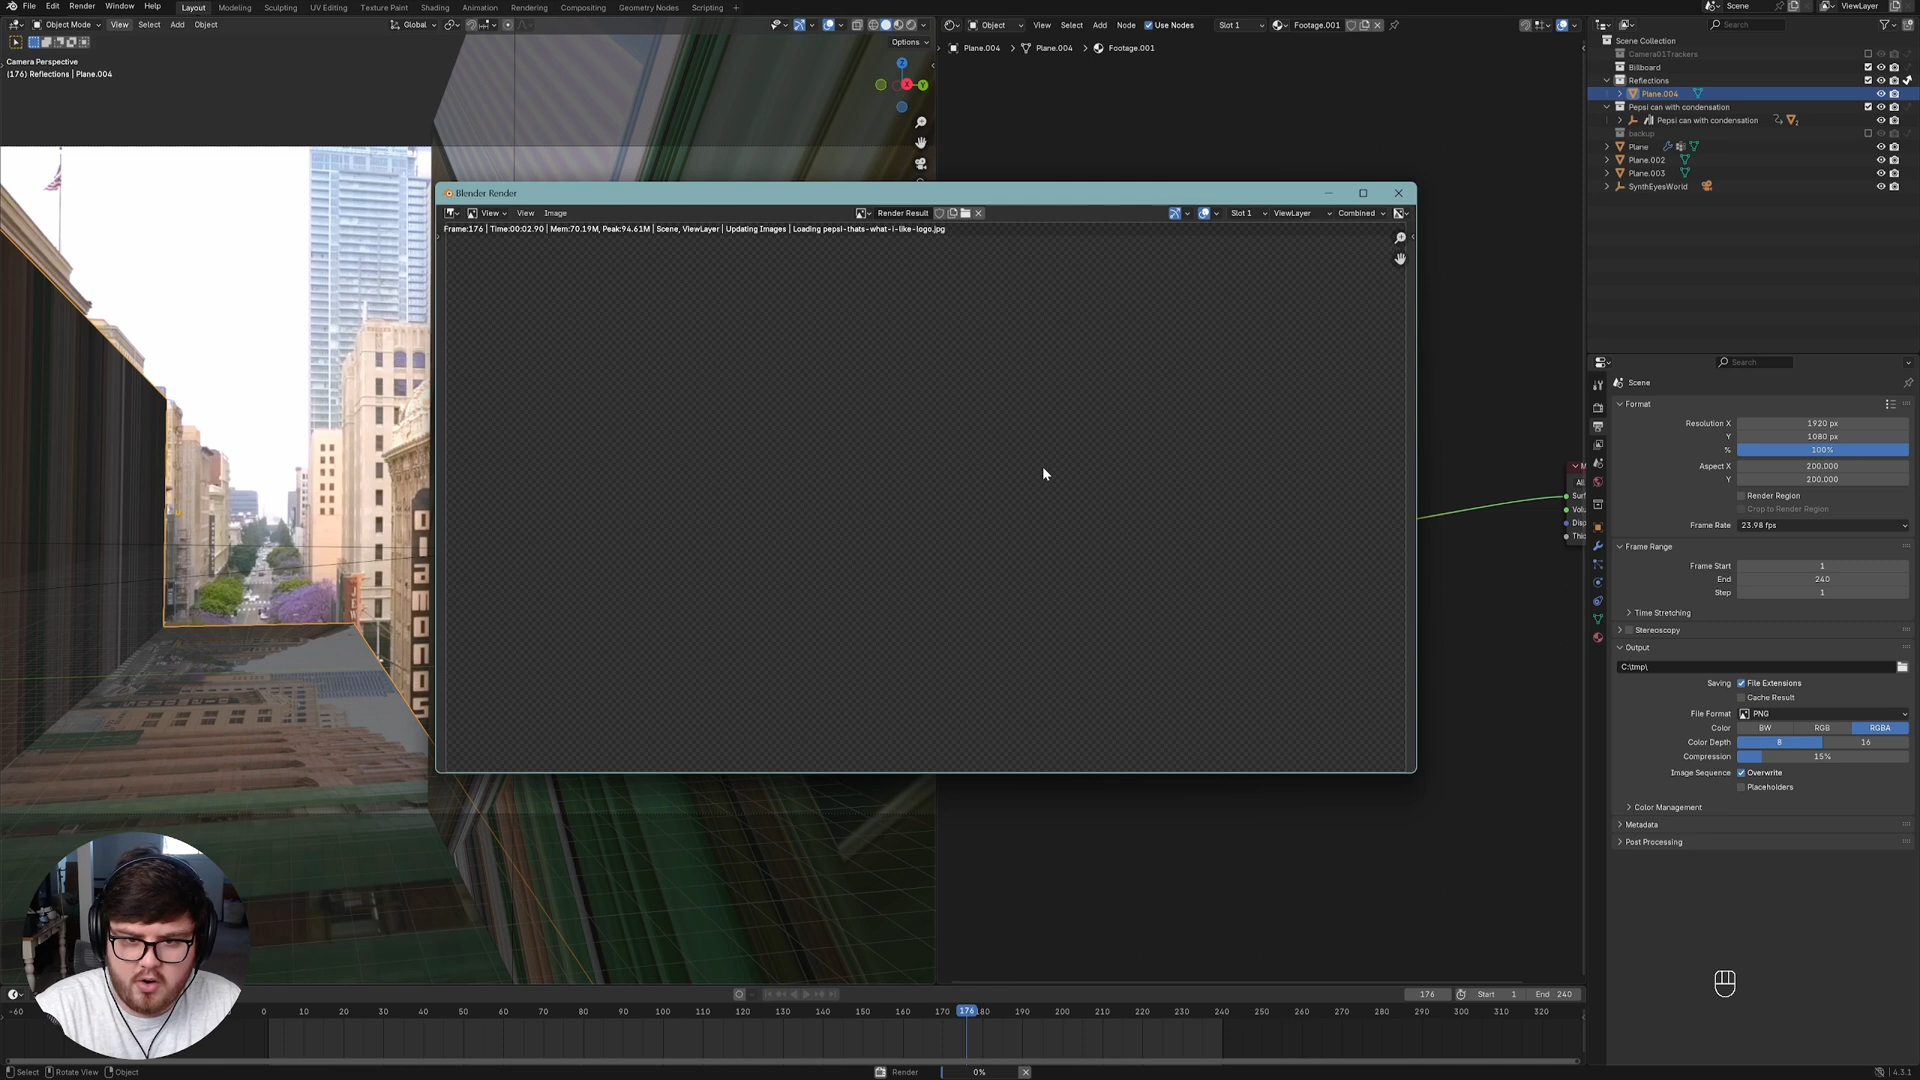 File Edit Render Window Help Layout Modeling Sculpting UV Editing Texture Paint Shading Animation Rendering Compositing Geometry Nodes Scripting + Scene ViewLayer
Object Mode View Select Add Object Global Options
Camera Perspective
(176) Reflections | Plane.004
Z
X
Y
Object View Select Add Node Use Nodes Slot 1 Footage.001
Plane.004 > Plane.004 > Footage.001
Search
Scene Collection
Camera01Trackers
Billboard
Reflections
Plane.004
Pepsi can with condensation
Pepsi can with condensation
2
backup
Plane
Plane.002
Plane.003
SynthEyesWorld
Blender Render
View View Image Render Result Slot 1 ViewLayer Combined
Frame:176 | Time:00:02.90 | Mem:70.19M, Peak:94.61M | Scene, ViewLayer | Updating Images | Loading pepsi-thats-what-i-like-logo.jpg
M
All
Surf
Volu
Disp
Thic
Search
Scene
Format
Resolution X 1920 px
Y 1080 px
% 100%
Aspect X 200.000
Y 200.000
Render Region
Crop to Render Region
Frame Rate 23.98 fps
Frame Range
Frame Start 1
End 240
Step 1
Time Stretching
Stereoscopy
Output
C:\tmp\
Saving File Extensions
Cache Result
File Format PNG
Color BW RGB RGBA
Color Depth 8 16
Compression 15%
Image Sequence Overwrite
Placeholders
Color Management
Metadata
Post Processing
JEW
176 Start 1 End 240
-60 0 10 20 30 40 50 60 70 80 90 100 110 120 130 140 150 160 170 176 180 190 200 210 220 230 240 250 260 270 280 290 300 310 320
Select Rotate View Object Render 0% 4.3.1